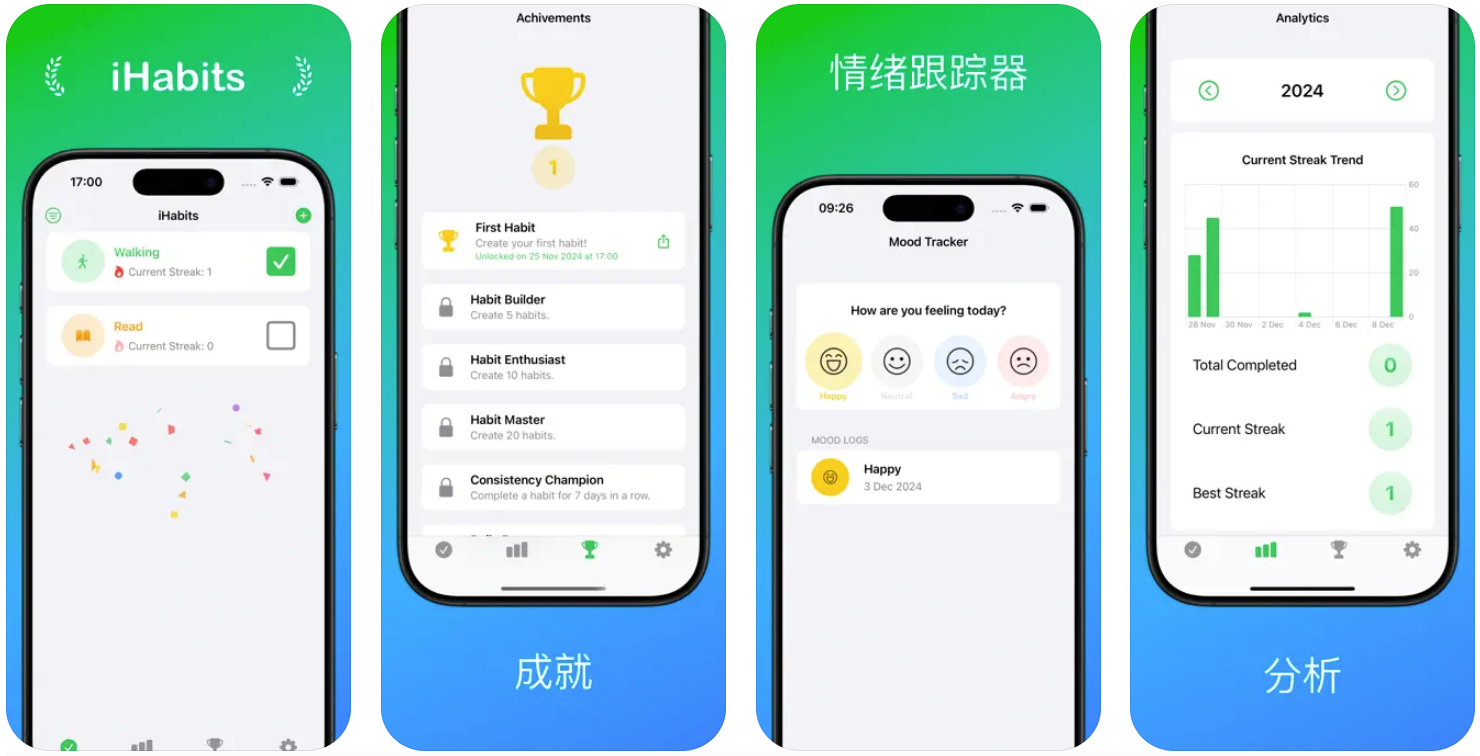 iHabits
17:00
iHabits
Walking
Current Streak: 1
Read
Current Streak: 0
Achivements
1
First Habit
Create your first habit!
Unlocked on 25 Nov 2024 at 17:00
Habit Builder
Create 5 habits.
Habit Enthusiast
Create 10 habits.
Habit Master
Create 20 habits.
Consistency Champion
Complete a habit for 7 days in a row.
成就
情绪跟踪器
09:26
Mood Tracker
How are you feeling today?
Happy Neutral Sad Angry
MOOD LOGS
Happy
3 Dec 2024
Analytics
2024
Current Streak Trend
60
40
20
0
28 Nov 30 Nov 2 Dec 4 Dec 6 Dec 8 Dec
Total Completed 0
Current Streak 1
Best Streak 1
分析